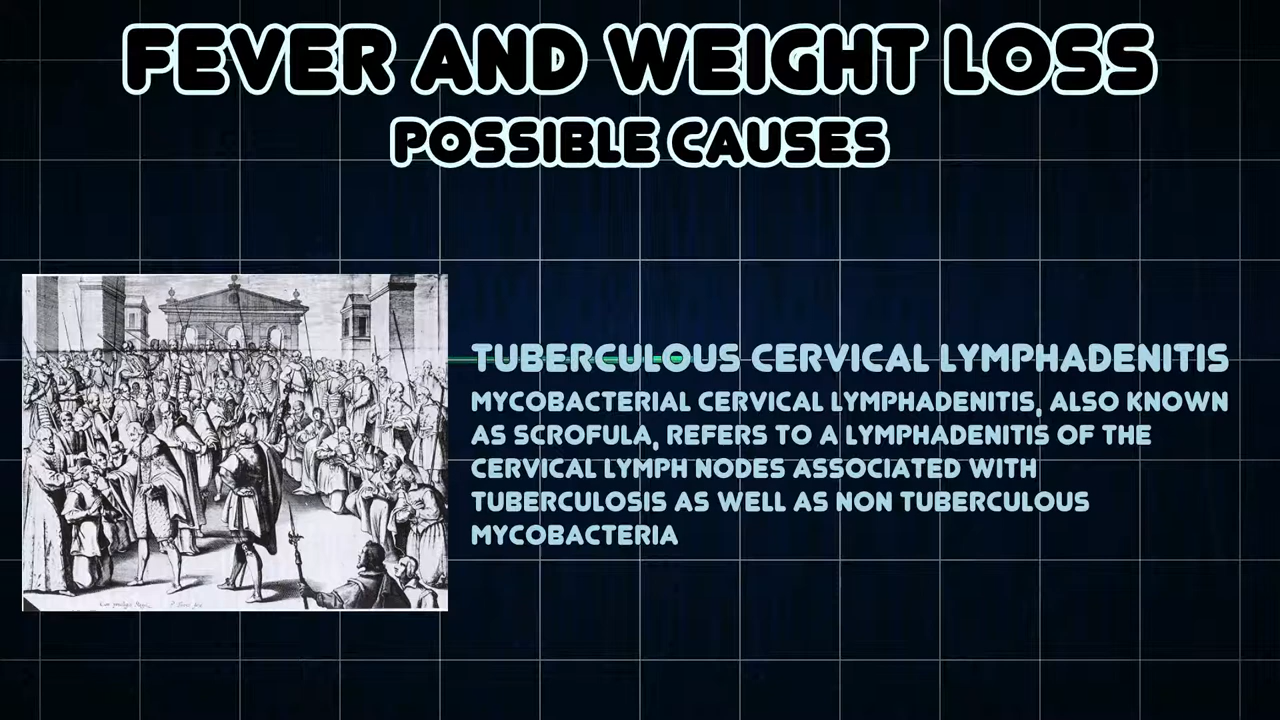 FEVER AND WEIGHT LOSS
POSSIBLE CAUSES
TUBERCULOUS CERVICAL LYMPHADENITIS
MYCOBACTERIAL CERVICAL LYMPHADENITIS, ALSO KNOWN
AS SCROFULA, REFERS TO A LYMPHADENITIS OF THE
CERVICAL LYMPH NODES ASSOCIATED WITH
TUBERCULOSIS AS WELL AS NON TUBERCULOUS
MYCOBACTERIA